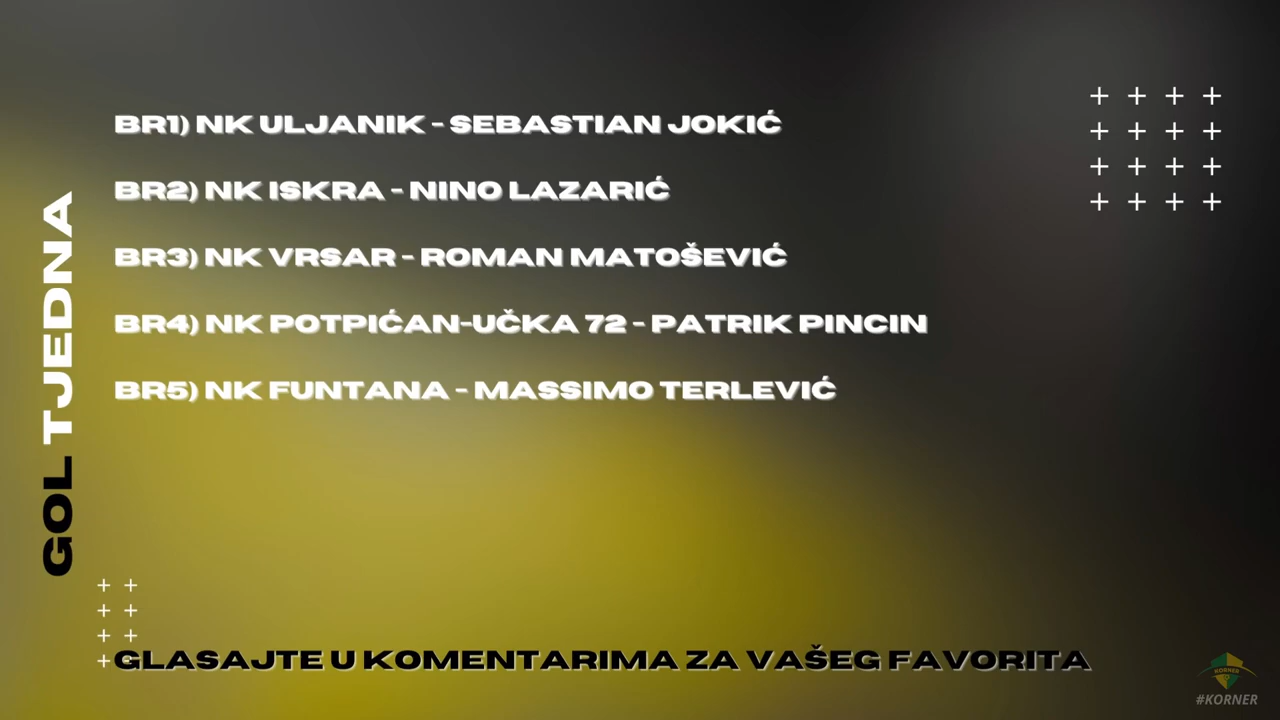 GOL TJEDNA
BR1) NK ULJANIK - SEBASTIAN JOKIĆ
BR2) NK ISKRA - NINO LAZARIĆ
BR3) NK VRSAR - ROMAN MATOŠEVIĆ
BR4) NK POTPIĆAN-UČKA 72 - PATRIK PINCIN
BR5) NK FUNTANA - MASSIMO TERLEVIĆ
GLASAJTE U KOMENTARIMA ZA VAŠEG FAVORITA
KORNER
#KORNER